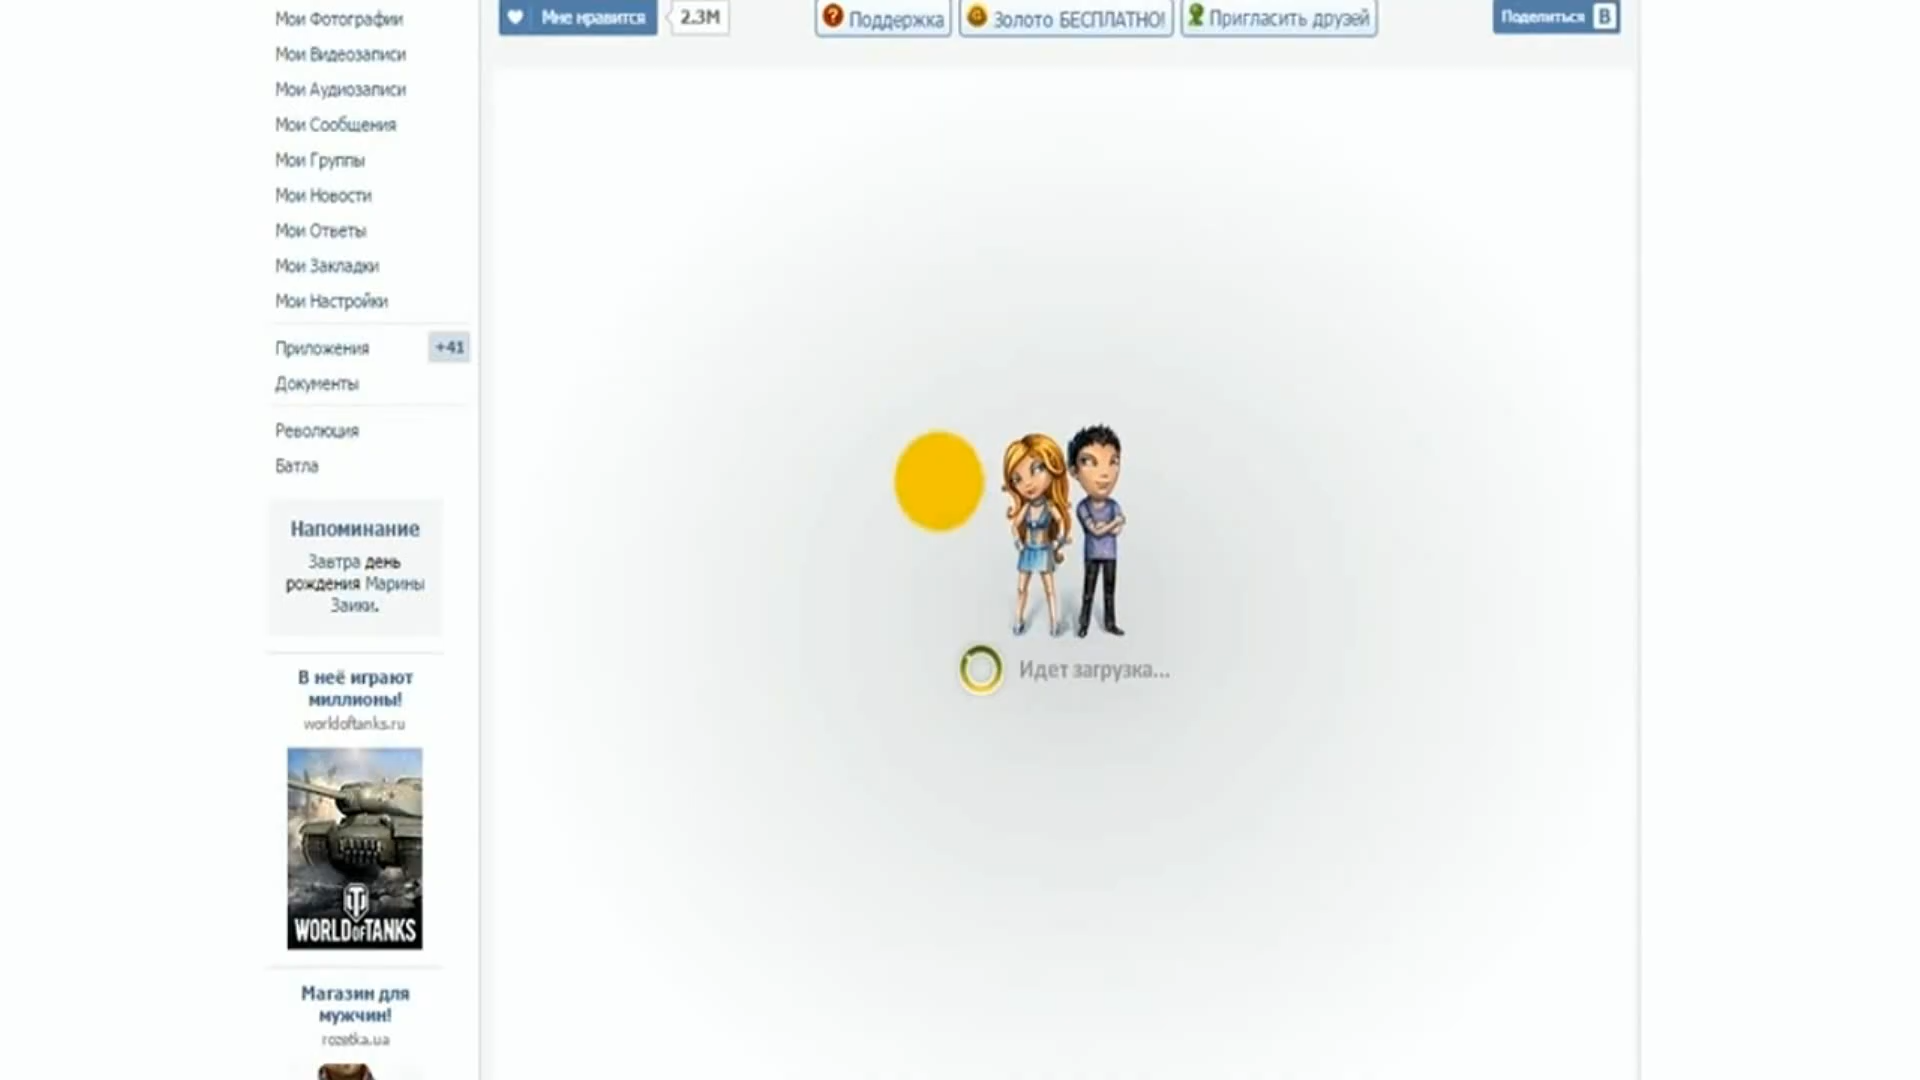 Мои Фотографии
Мои Видеозаписи
Мои Аудиозаписи
Мои Сообщения
Мои Группы
Мои Новости
Мои Ответы
Мои Закладки
Мои Настройки
Приложения +41
Документы
Революция
Батла
Напоминание
Завтра день
рождения Марины
Заики.
В неё играют
миллионы!
worldoftanks.ru
WORLD OF TANKS
Магазин для
мужчин!
rozetka.ua
Мне нравится 2.3M
Поддержка
Золото БЕСПЛАТНО!
Пригласить друзей
Поделиться В
Идет загрузка...